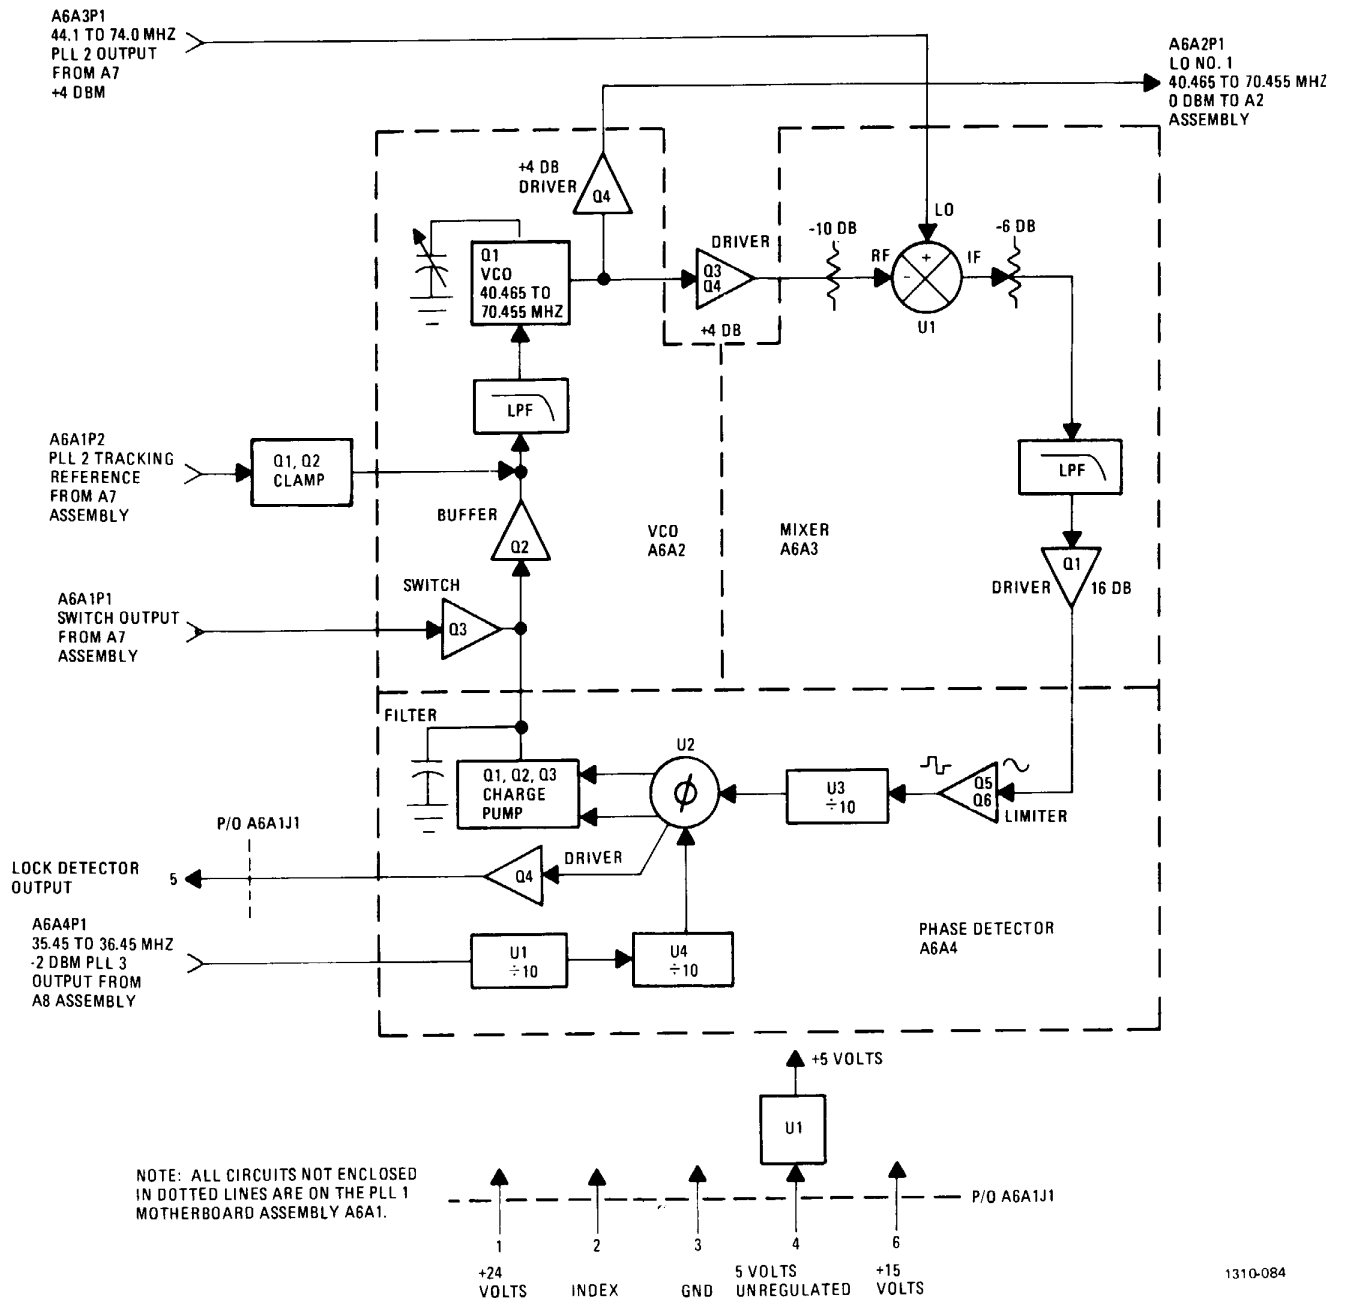 A6A3P1
44.1 TO 74.0 MHZ
PLL 2 OUTPUT
FROM A7
+4 DBM
A6A2P1
LO NO. 1
40.465 TO 70.455 MHZ
0 DBM TO A2
ASSEMBLY
+4 DB
DRIVER
Q4
LO
-10 DB
-6 DB
DRIVER
Q3
Q4
+4 DB
RF
+
-
IF
U1
Q1
VCO
40.465 TO
70.455 MHZ
LPF
LPF
A6A1P2
PLL 2 TRACKING
REFERENCE
FROM A7
ASSEMBLY
Q1, Q2
CLAMP
BUFFER
Q2
VCO
A6A2
MIXER
A6A3
Q1
DRIVER
16 DB
SWITCH
Q3
A6A1P1
SWITCH OUTPUT
FROM A7
ASSEMBLY
FILTER
Q1, Q2, Q3
CHARGE
PUMP
U2
ϕ
U3
÷10
Q5
Q6
LIMITER
P/O A6A1J1
LOCK DETECTOR
OUTPUT
5
DRIVER
Q4
A6A4P1
35.45 TO 36.45 MHZ
-2 DBM PLL 3
OUTPUT FROM
A8 ASSEMBLY
U1
÷10
U4
÷10
PHASE DETECTOR
A6A4
+5 VOLTS
U1
NOTE: ALL CIRCUITS NOT ENCLOSED
IN DOTTED LINES ARE ON THE PLL 1
MOTHERBOARD ASSEMBLY A6A1.
P/O A6A1J1
1
+24
VOLTS
2
INDEX
3
GND
4
5 VOLTS
UNREGULATED
6
+15
VOLTS
1310-084